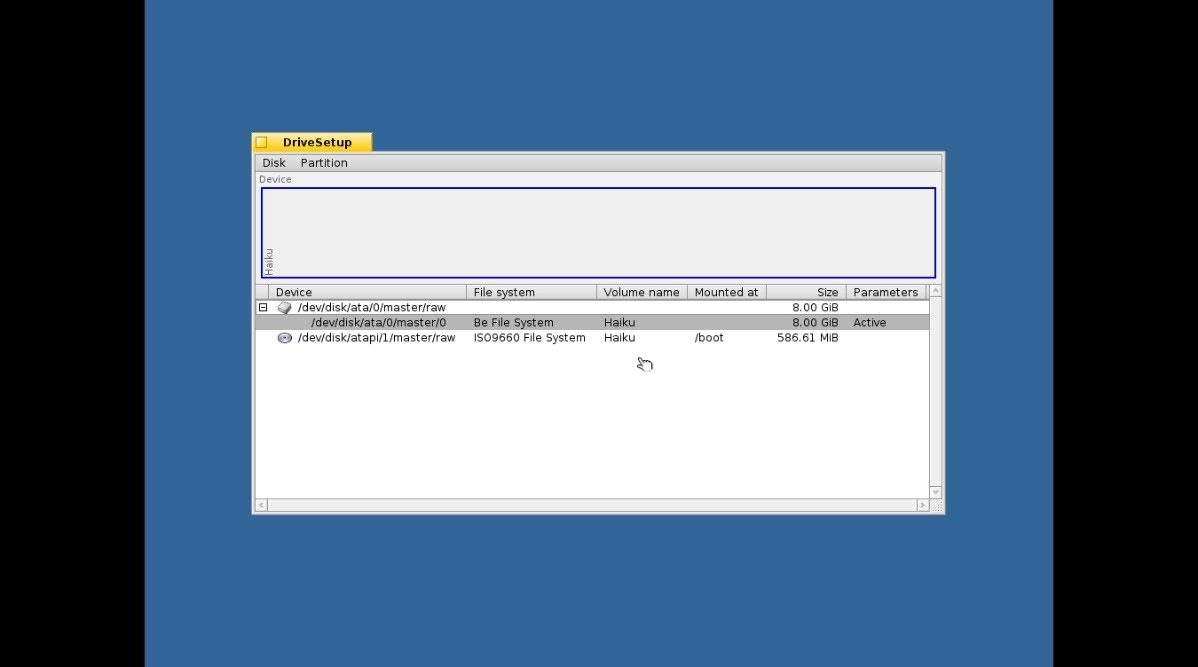 DriveSetup
Disk Partition
Device
Haiku
Device File system Volume name Mounted at Size Parameters
/dev/disk/ata/0/master/raw 8.00 GiB
/dev/disk/ata/0/master/0 Be File System Haiku 8.00 GiB Active
/dev/disk/atapi/1/master/raw ISO9660 File System Haiku /boot 586.61 MiB